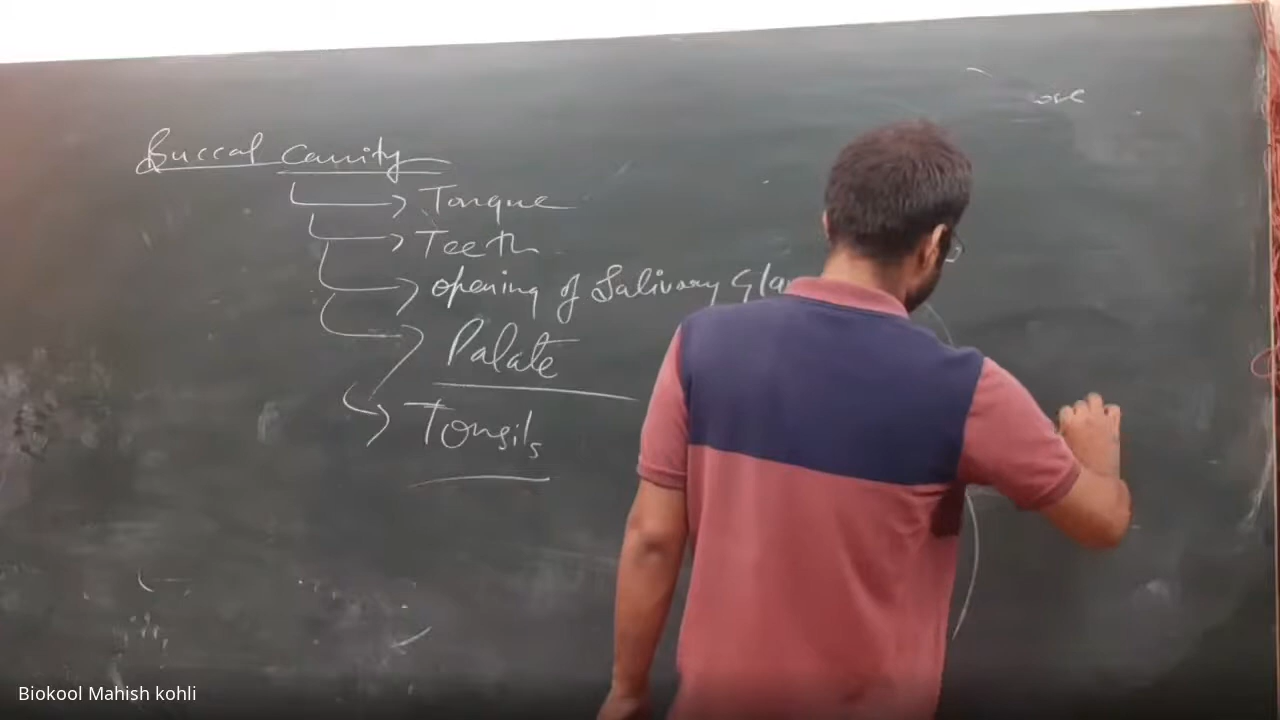 Buccal Cavity
Tongue
Teeth
opening of Salivary Gla
Palate
Tonsils
Biokool Mahish kohli